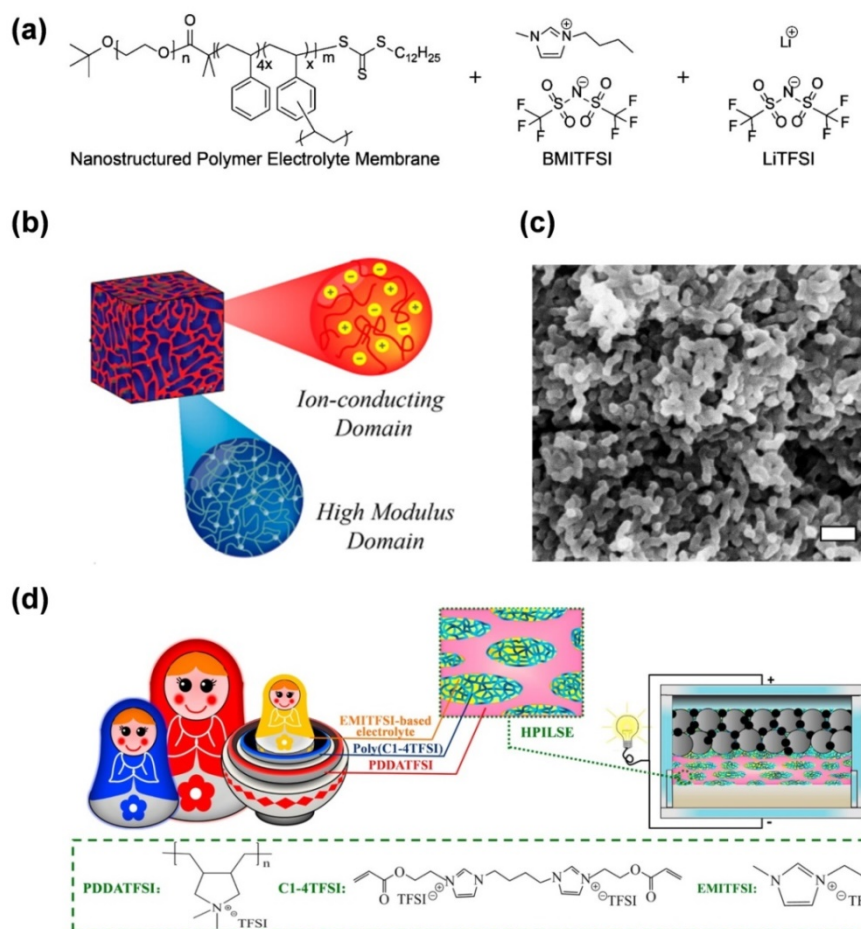 (a)
O
O
n
O
4x
x
m
S
S
S
C12H25
+
N
⊕
N
+
Li⊕
O
O
N⊖
O
O
S
S
F
F
F
F
F
F
O
O
N⊖
O
O
S
S
F
F
F
F
F
F
Nanostructured Polymer Electrolyte Membrane
BMITFSI
LiTFSI
(b)
Ion-conducting
Domain
High Modulus
Domain
(c)
(d)
EMITFSI-based
electrolyte
Poly(C1-4TFSI)
PDDATFSI
HPILSE
+
-
PDDATFSI:
n
N
⊕
⊖
TFSI
C1-4TFSI:
O
O
N
N
⊕
TFSI⊖
N
N
⊕
TFSI⊖
O
O
EMITFSI:
N
N
⊕
⊖